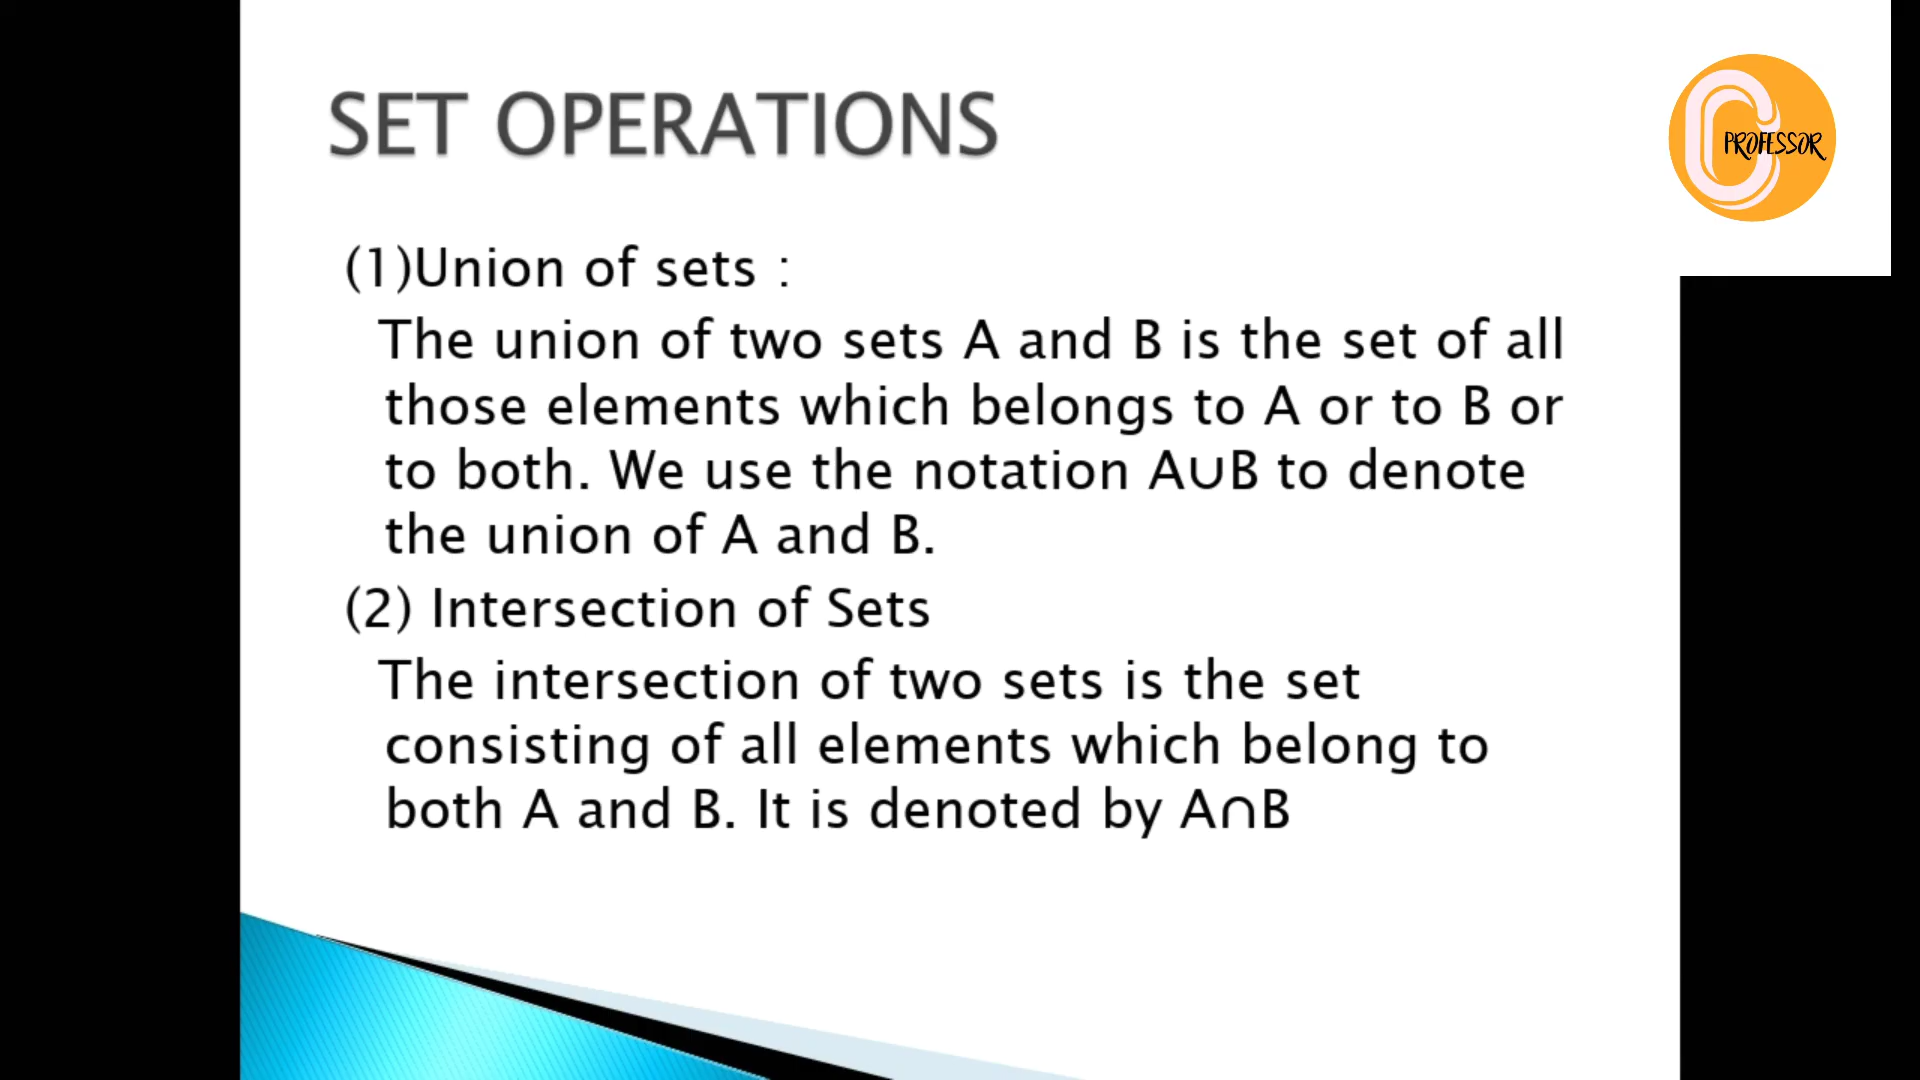 SET OPERATIONS
C PROFESSOR
(1)Union of sets :
The union of two sets A and B is the set of all
those elements which belongs to A or to B or
to both. We use the notation A∪B to denote
the union of A and B.
(2) Intersection of Sets
The intersection of two sets is the set
consisting of all elements which belong to
both A and B. It is denoted by A∩B